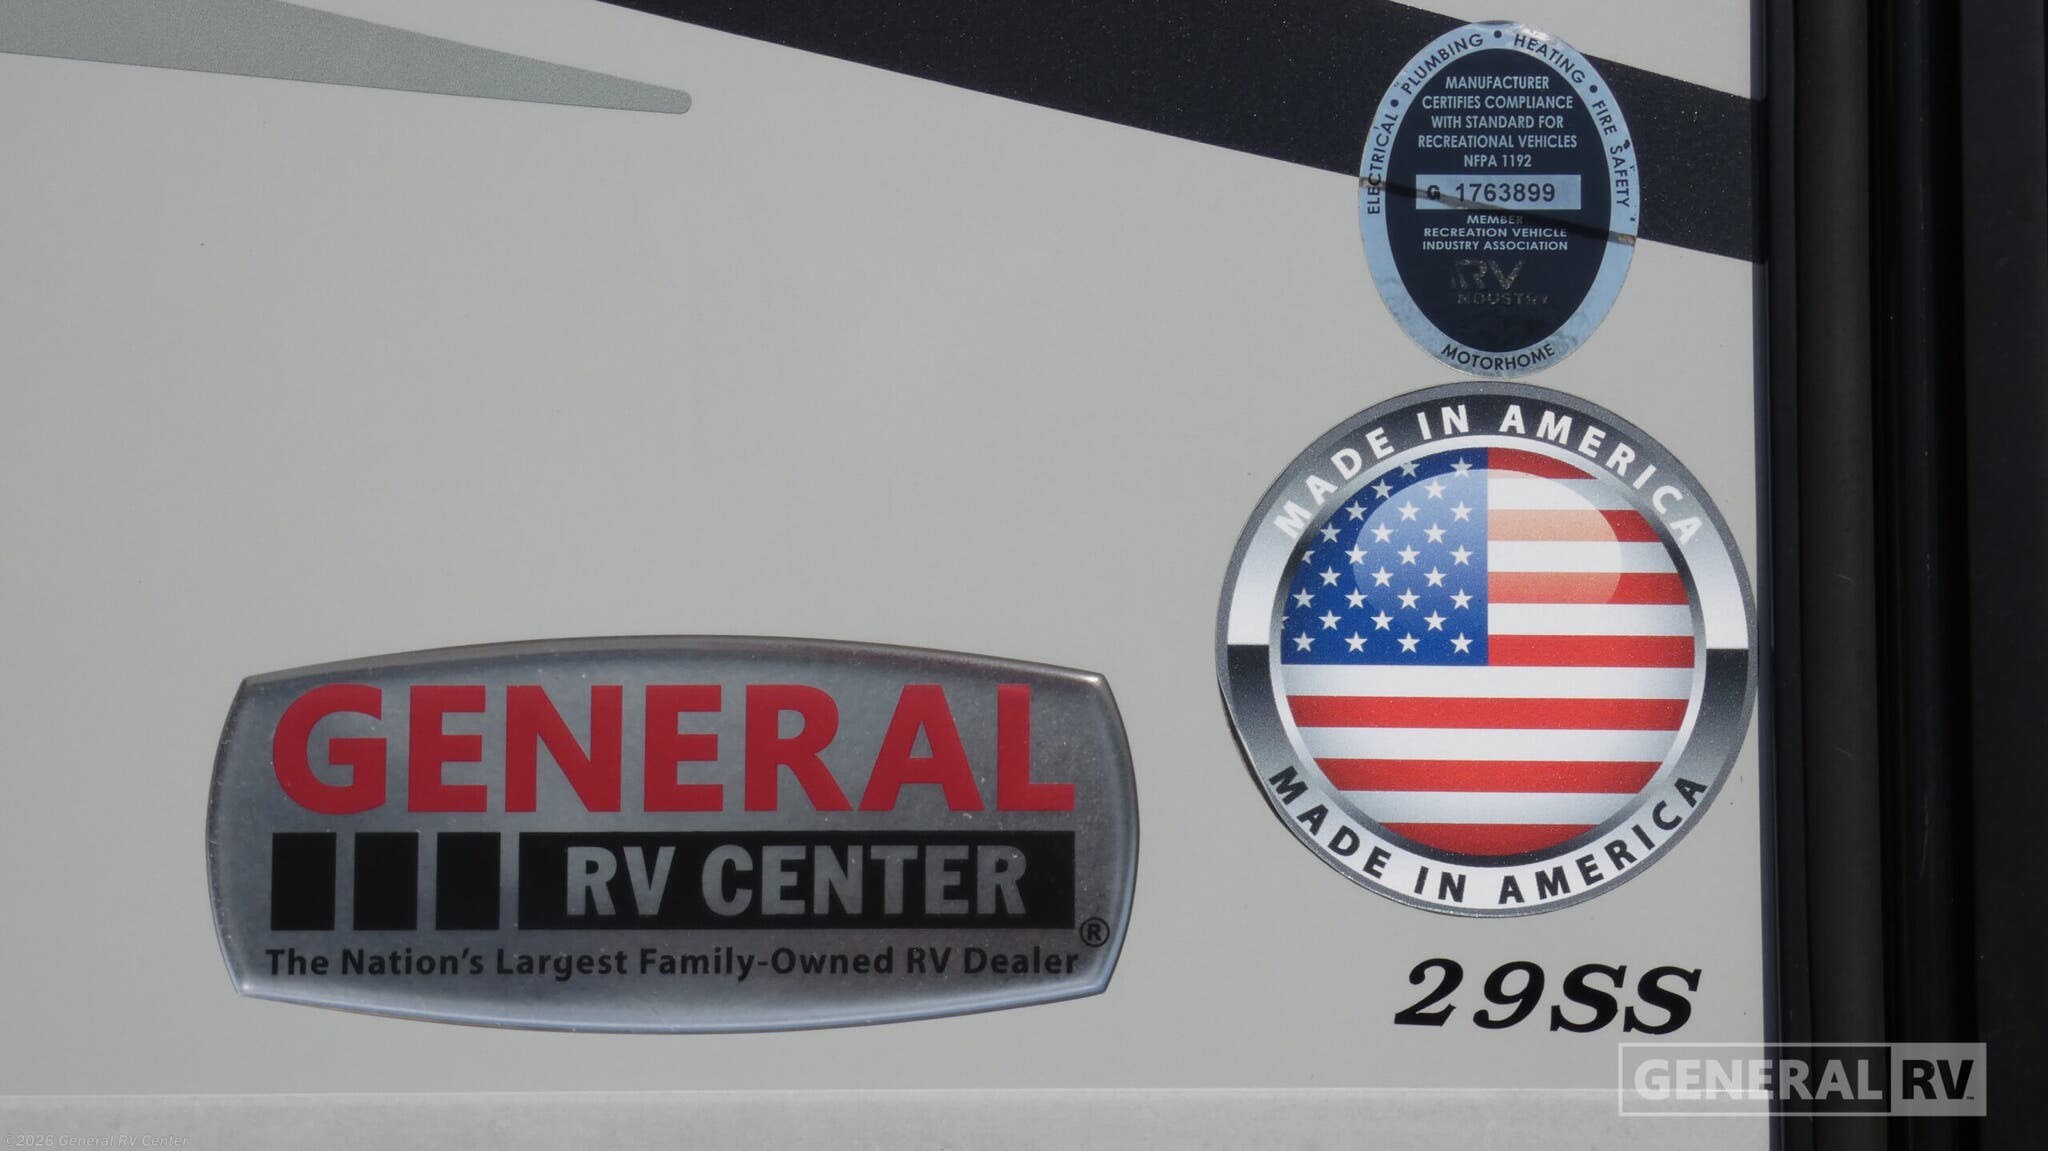 ELECTRICAL • PLUMBING • HEATING • FIRE SAFETY
MANUFACTURER
CERTIFIES COMPLIANCE
WITH STANDARD FOR
RECREATIONAL VEHICLES
NFPA 1192
G 1763899
MEMBER
RECREATION VEHICLE
INDUSTRY ASSOCIATION
RV
INDUSTRY
MOTORHOME
MADE IN AMERICA
MADE IN AMERICA
GENERAL
RV CENTER
®
The Nation's Largest Family-Owned RV Dealer
29SS
GENERAL RV™
©2026 General RV Center